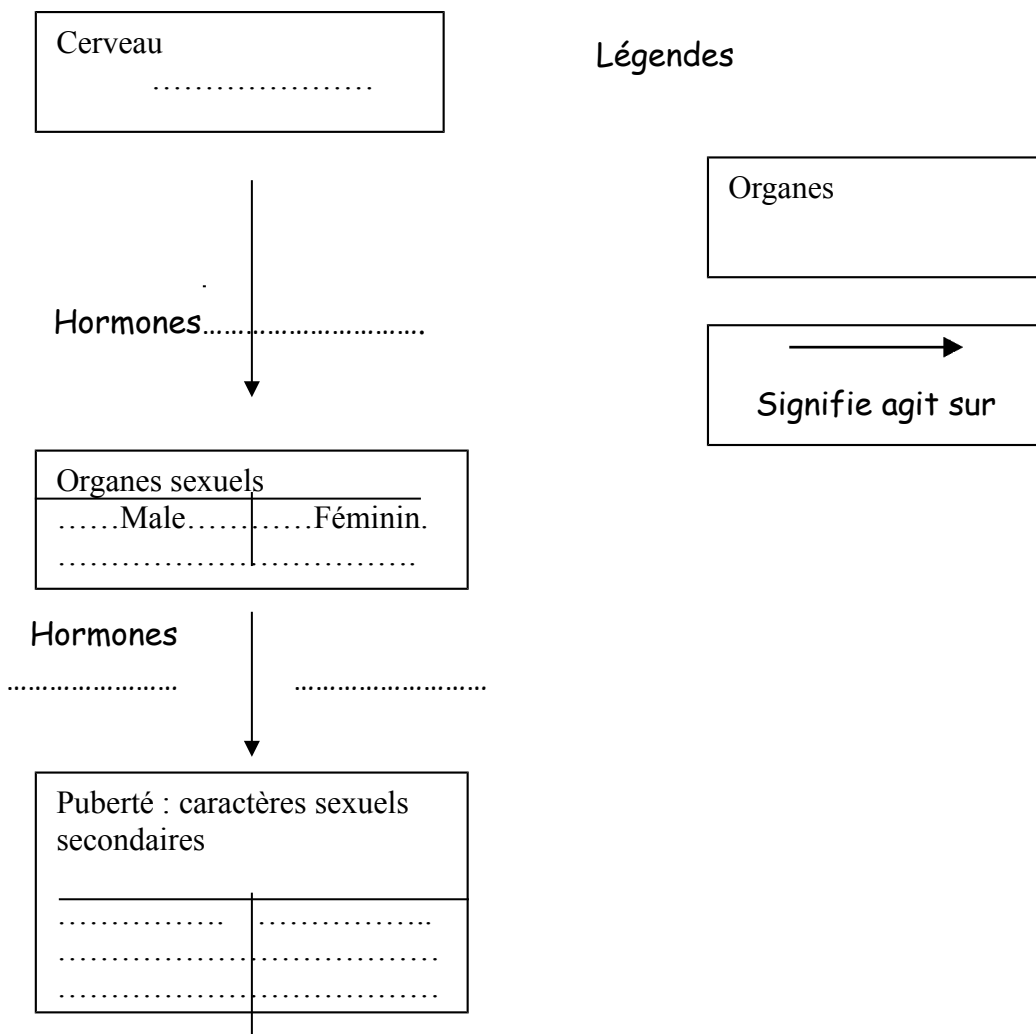 Cerveau
…………………
Légendes
Organes
Hormones………………………….
Signifie agit sur
Organes sexuels
……Male…………Féminin.
…………………………….
Hormones
…………………… ………………………
Puberté : caractères sexuels
secondaires
……………. ……………..
………………………………
………………………………